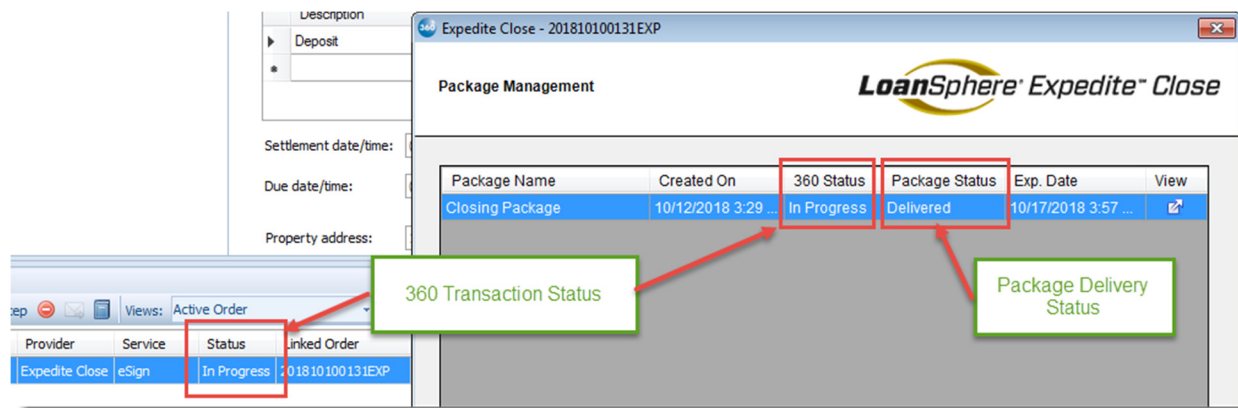 Description
Deposit
Settlement date/time:
Due date/time:
Property address:
360 Expedite Close - 201810100131EXP
Package Management
LoanSphere® Expedite™ Close
Package Name Created On 360 Status Package Status Exp. Date View
Closing Package 10/12/2018 3:29 ... In Progress Delivered 10/17/2018 3:57 ...
360 Transaction Status
Package Delivery
Status
Views: Active Order
Provider Service Status Linked Order
Expedite Close eSign In Progress 201810100131EXP